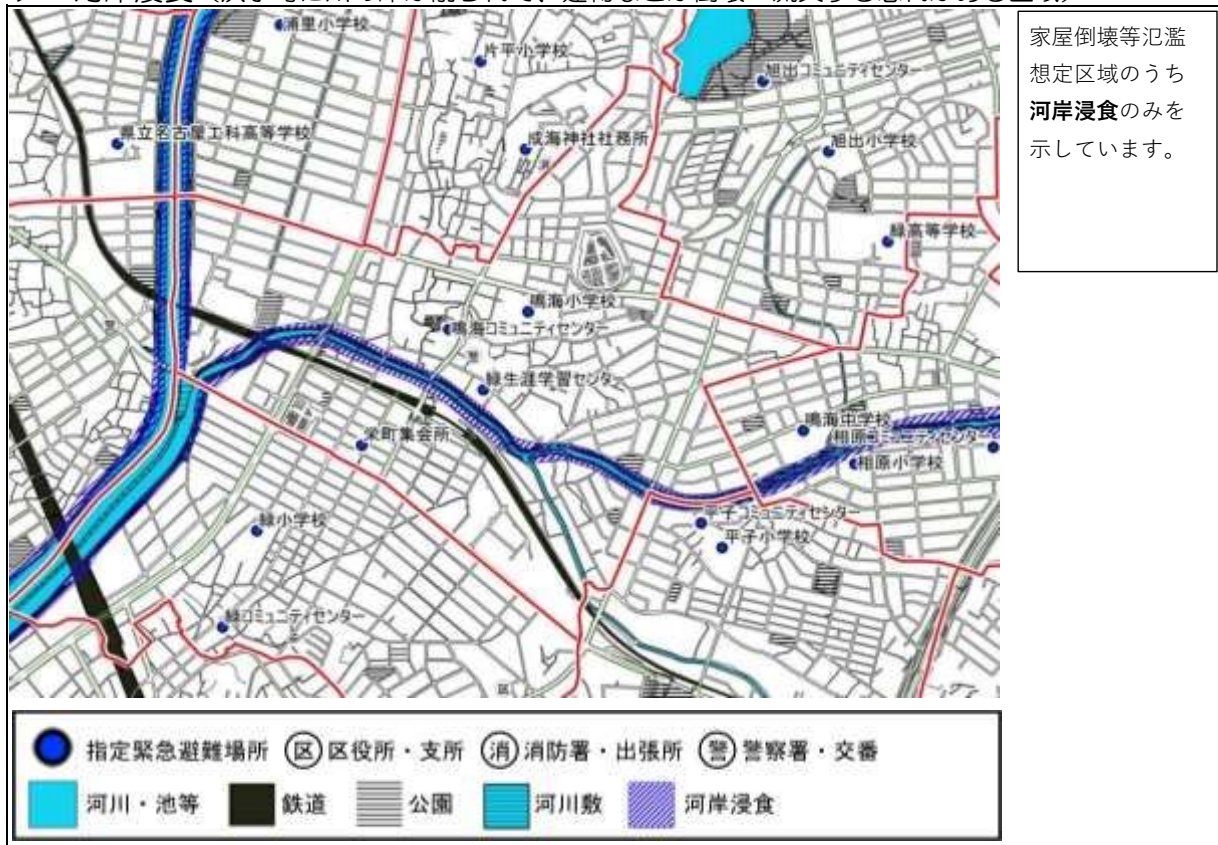 家屋倒壊等氾濫
想定区域のうち
河岸浸食のみを
示しています。
浦里小学校
片平小学校
旭出コミュニティセンター
県立名古屋工科高等学校
成海神社社務所
旭出小学校
緑高等学校
鳴海小学校
鳴海コミュニティセンター
緑生涯学習センター
鳴海中学校
栄町集会所
相原コミュニティセンター
相原小学校
緑小学校
平子コミュニティセンター
平子小学校
緑コミュニティセンター
指定緊急避難場所 区 区役所・支所 消 消防署・出張所 警 警察署・交番
河川・池等 鉄道 公園 河川敷 河岸浸食